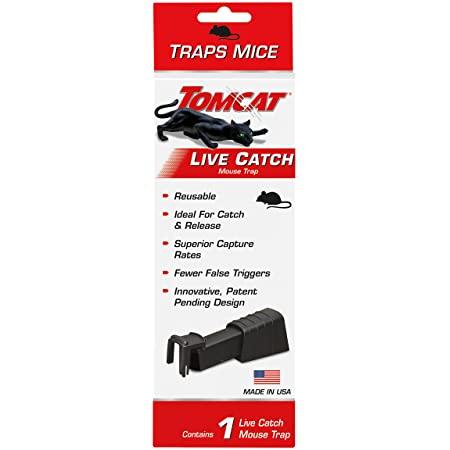 TRAPS MICE
TOMCAT®
LIVE CATCH
Mouse Trap
Reusable
Ideal For Catch
& Release
Superior Capture
Rates
Fewer False Triggers
Innovative, Patent
Pending Design
MADE IN USA
Contains 1 Live Catch
Mouse Trap